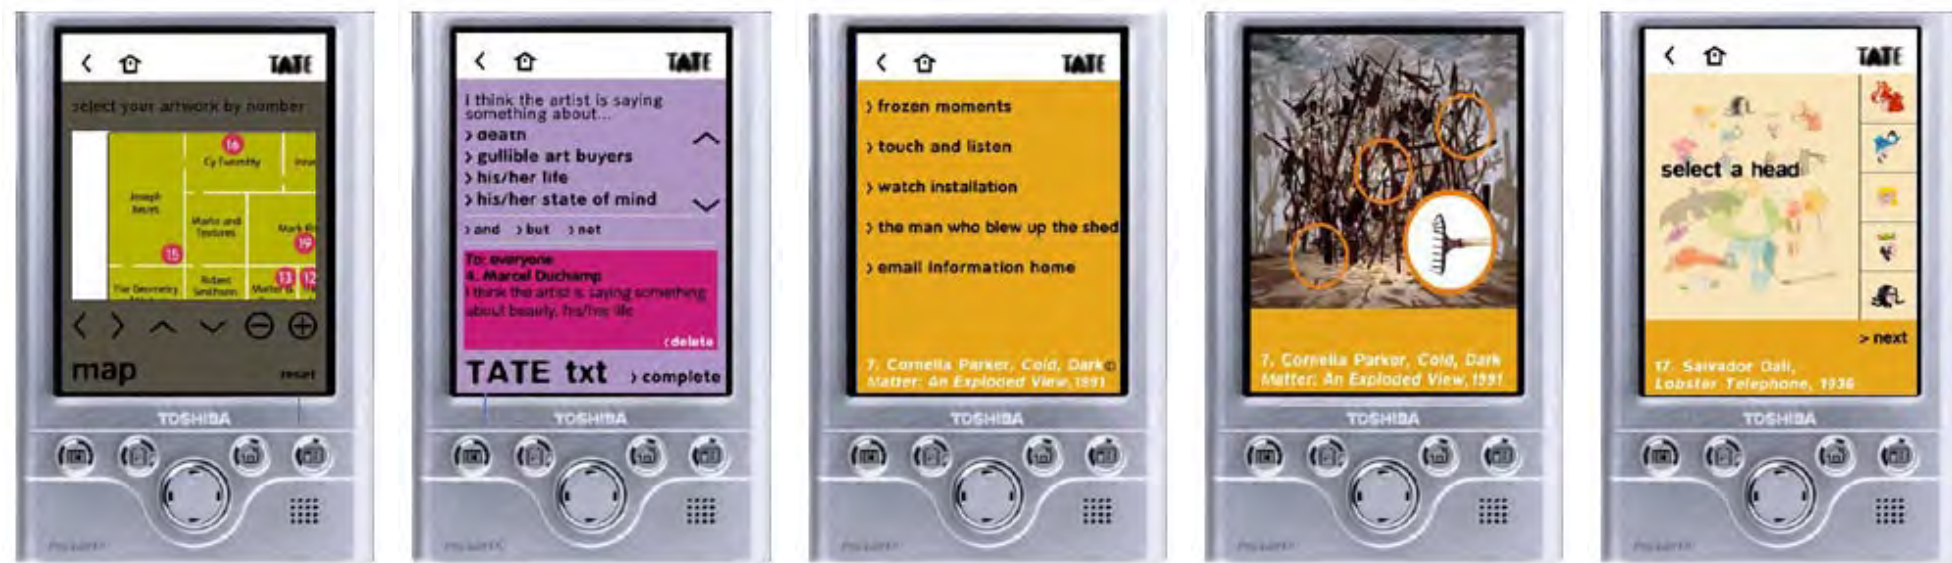 TATE
select your artwork by number
16
Cy Twombly
Joseph
Beuys
Marks and
Textures
Mark
19
15
The Geometry
Robert
Smithson
13
12
Matter &
map
reset
TOSHIBA
TATE
I think the artist is saying
something about...
› death
› gullible art buyers
› his/her life
› his/her state of mind
› and › but › not
To: everyone
4. Marcel Duchamp
I think the artist is saying something
about beauty, his/her life
‹ delete
TATE txt › complete
TOSHIBA
TATE
› frozen moments
› touch and listen
› watch installation
› the man who blew up the shed
› email information home
7. Cornelia Parker, Cold, Dark ©
Matter: An Exploded View, 1991
TOSHIBA
7. Cornelia Parker, Cold, Dark
Matter: An Exploded View, 1991
TOSHIBA
TATE
select a head
› next
17. Salvador Dali,
Lobster Telephone, 1936
TOSHIBA